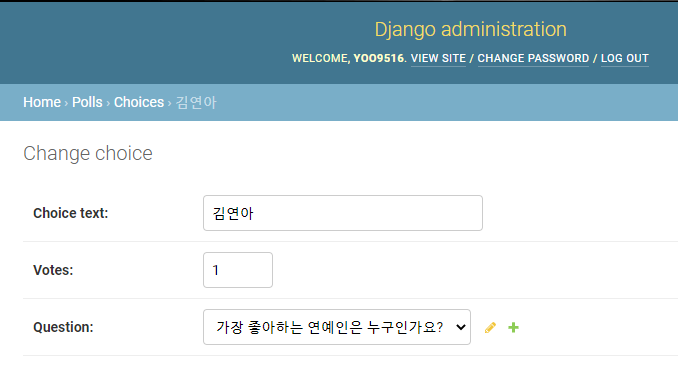 Django administration
WELCOME, YOO9516. VIEW SITE / CHANGE PASSWORD / LOG OUT
Home › Polls › Choices › 김연아
Change choice
Choice text: 김연아
Votes: 1
Question: 가장 좋아하는 연예인은 누구인가요?